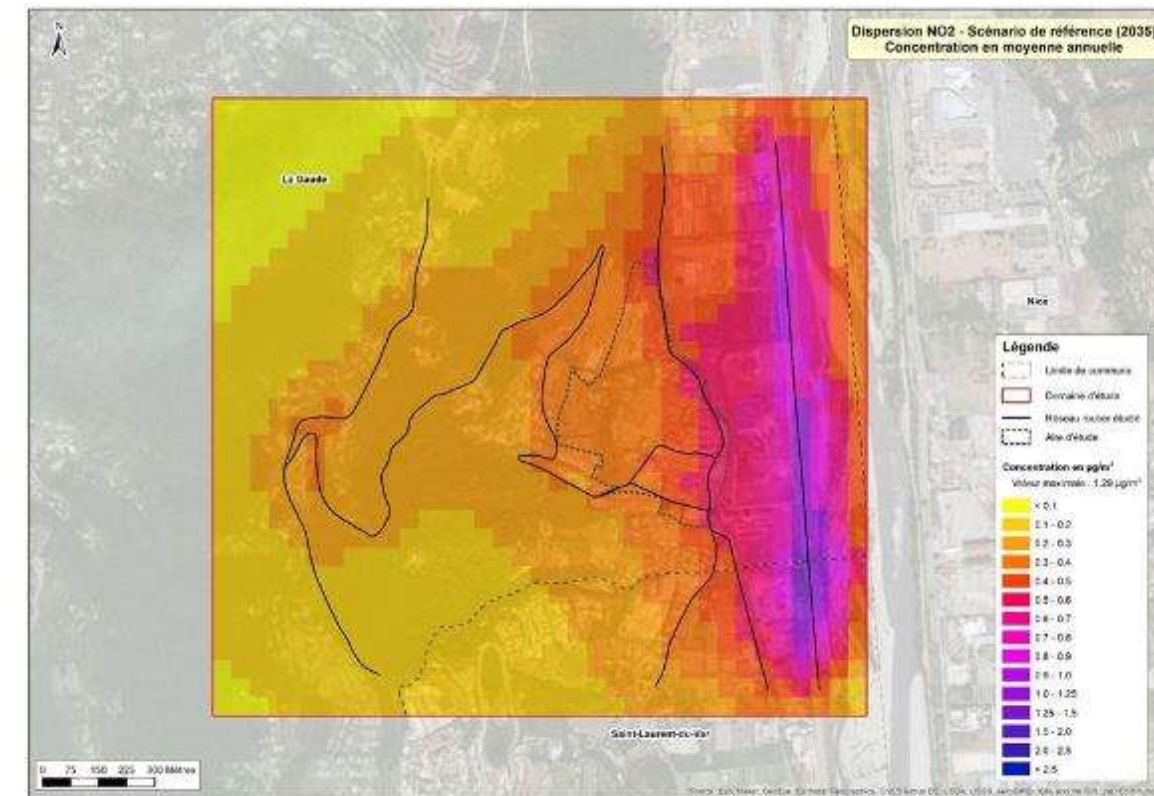 N
Dispersion NO2 - Scénario de référence (2035)
Concentration en moyenne annuelle
La Gaude
Nice
Légende
Limite de commune
Domaine d'étude
Réseau routier étudié
Aire d'étude
Concentration en µg/m³
Valeur maximale : 1.29 µg/m³
< 0.1
0.1 - 0.2
0.2 - 0.3
0.3 - 0.4
0.4 - 0.5
0.5 - 0.6
0.6 - 0.7
0.7 - 0.8
0.8 - 0.9
0.9 - 1.0
1.0 - 1.25
1.25 - 1.5
1.5 - 2.0
2.0 - 2.5
> 2.5
Saint-Laurent-du-Var
0 75 150 225 300 Mètres